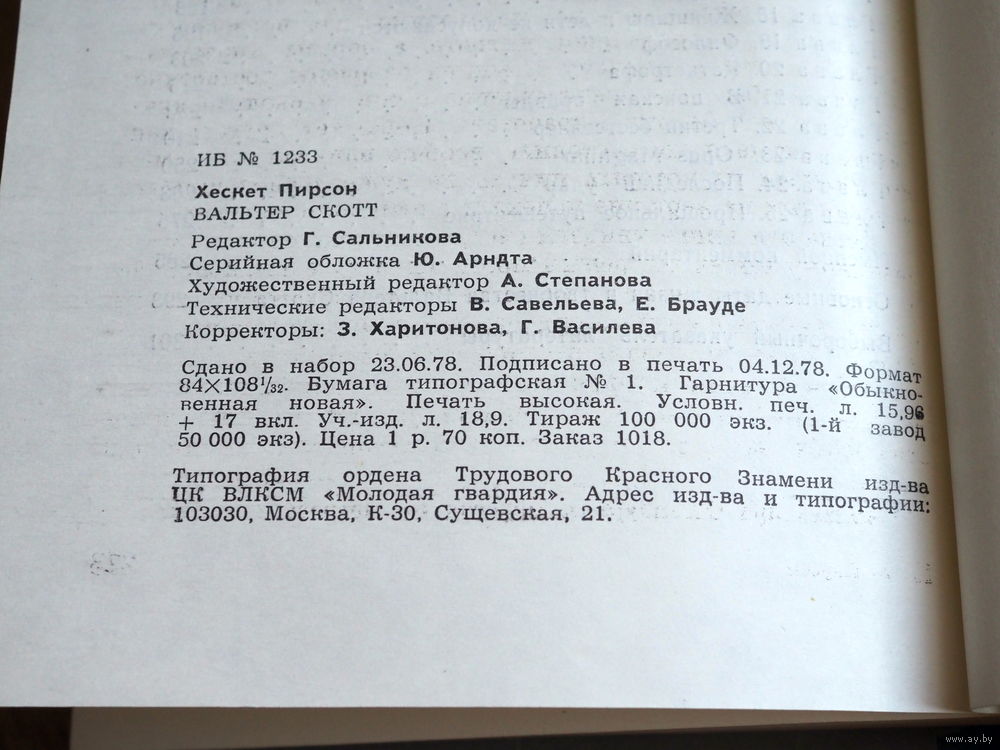 ИБ № 1233
Хескет Пирсон
ВАЛЬТЕР СКОТТ
Редактор Г. Сальникова
Серийная обложка Ю. Арндта
Художественный редактор А. Степанова
Технические редакторы В. Савельева, Е. Брауде
Корректоры: З. Харитонова, Г. Василева
Сдано в набор 23.06.78. Подписано в печать 04.12.78. Формат
84×108¹/₃₂. Бумага типографская № 1. Гарнитура «Обыкно-
венная новая». Печать высокая. Условн. печ. л. 15,96
+ 17 вкл. Уч.-изд. л. 18,9. Тираж 100 000 экз. (1-й завод
50 000 экз). Цена 1 р. 70 коп. Заказ 1018.
Типография ордена Трудового Красного Знамени изд-ва
ЦК ВЛКСМ «Молодая гвардия». Адрес изд-ва и типографии:
103030, Москва, К-30, Сущевская, 21.
www.ay.by